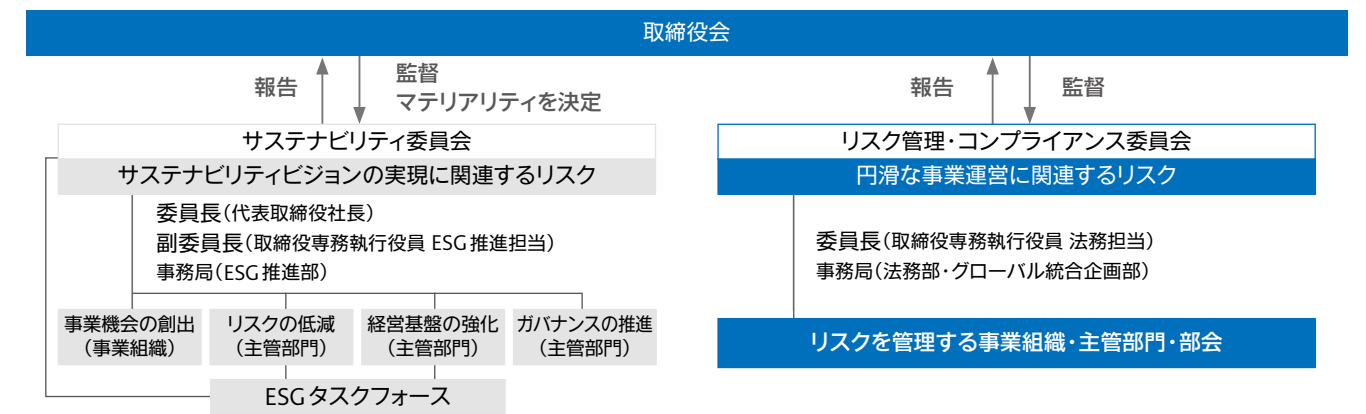 取締役会
報告
監督
マテリアリティを決定
報告
監督
サステナビリティ委員会
サステナビリティビジョンの実現に関連するリスク
委員長(代表取締役社長)
副委員長(取締役専務執行役員 ESG推進担当)
事務局(ESG推進部)
事業機会の創出
(事業組織)
リスクの低減
(主管部門)
経営基盤の強化
(主管部門)
ガバナンスの推進
(主管部門)
ESGタスクフォース
リスク管理・コンプライアンス委員会
円滑な事業運営に関連するリスク
委員長(取締役専務執行役員 法務担当)
事務局(法務部・グローバル統合企画部)
リスクを管理する事業組織・主管部門・部会